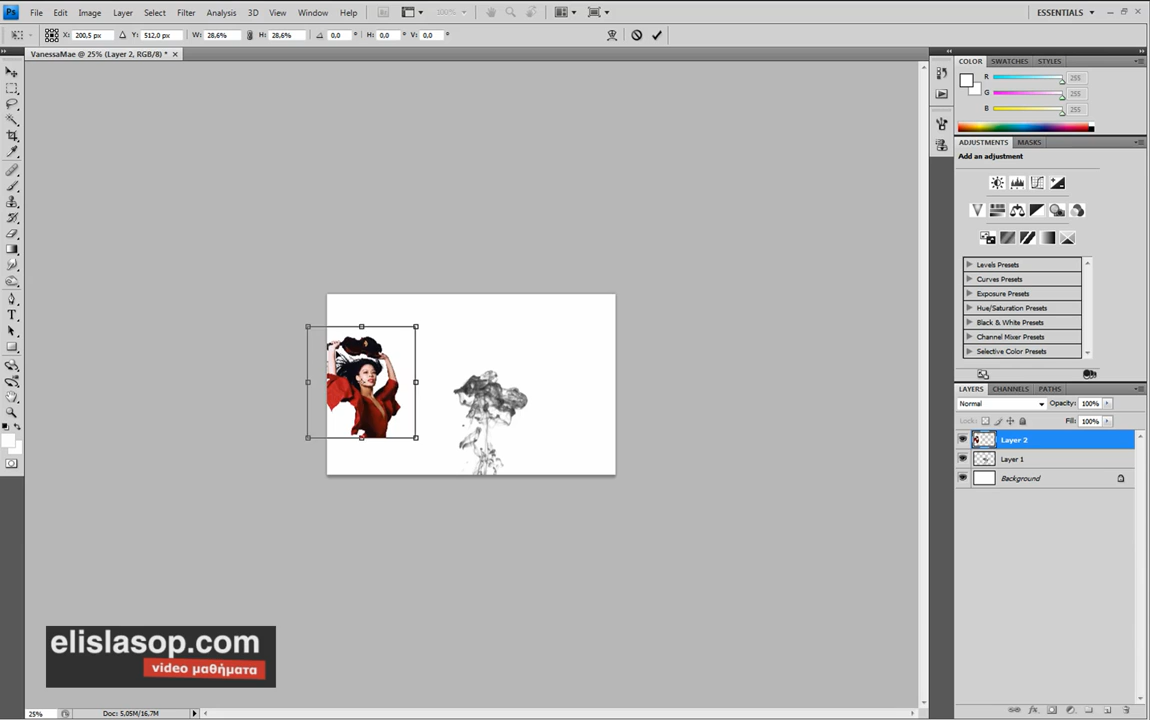 Ps File Edit Image Layer Select Filter Analysis 3D View Window Help 100% ESSENTIALS
X: 200,5 px Y: 512,0 px W: 28,6% H: 28,6% 0,0 ° H: 0,0 ° V: 0,0 °
VanessaMae @ 25% (Layer 2, RGB/8) *
COLOR SWATCHES STYLES
R 255
G 255
B 255
ADJUSTMENTS MASKS
Add an adjustment
Levels Presets
Curves Presets
Exposure Presets
Hue/Saturation Presets
Black & White Presets
Channel Mixer Presets
Selective Color Presets
LAYERS CHANNELS PATHS
Normal Opacity: 100%
Lock: Fill: 100%
Layer 2
Layer 1
Background
elislasop.com
video μαθήματα
25% Doc: 5,05M/16,7M